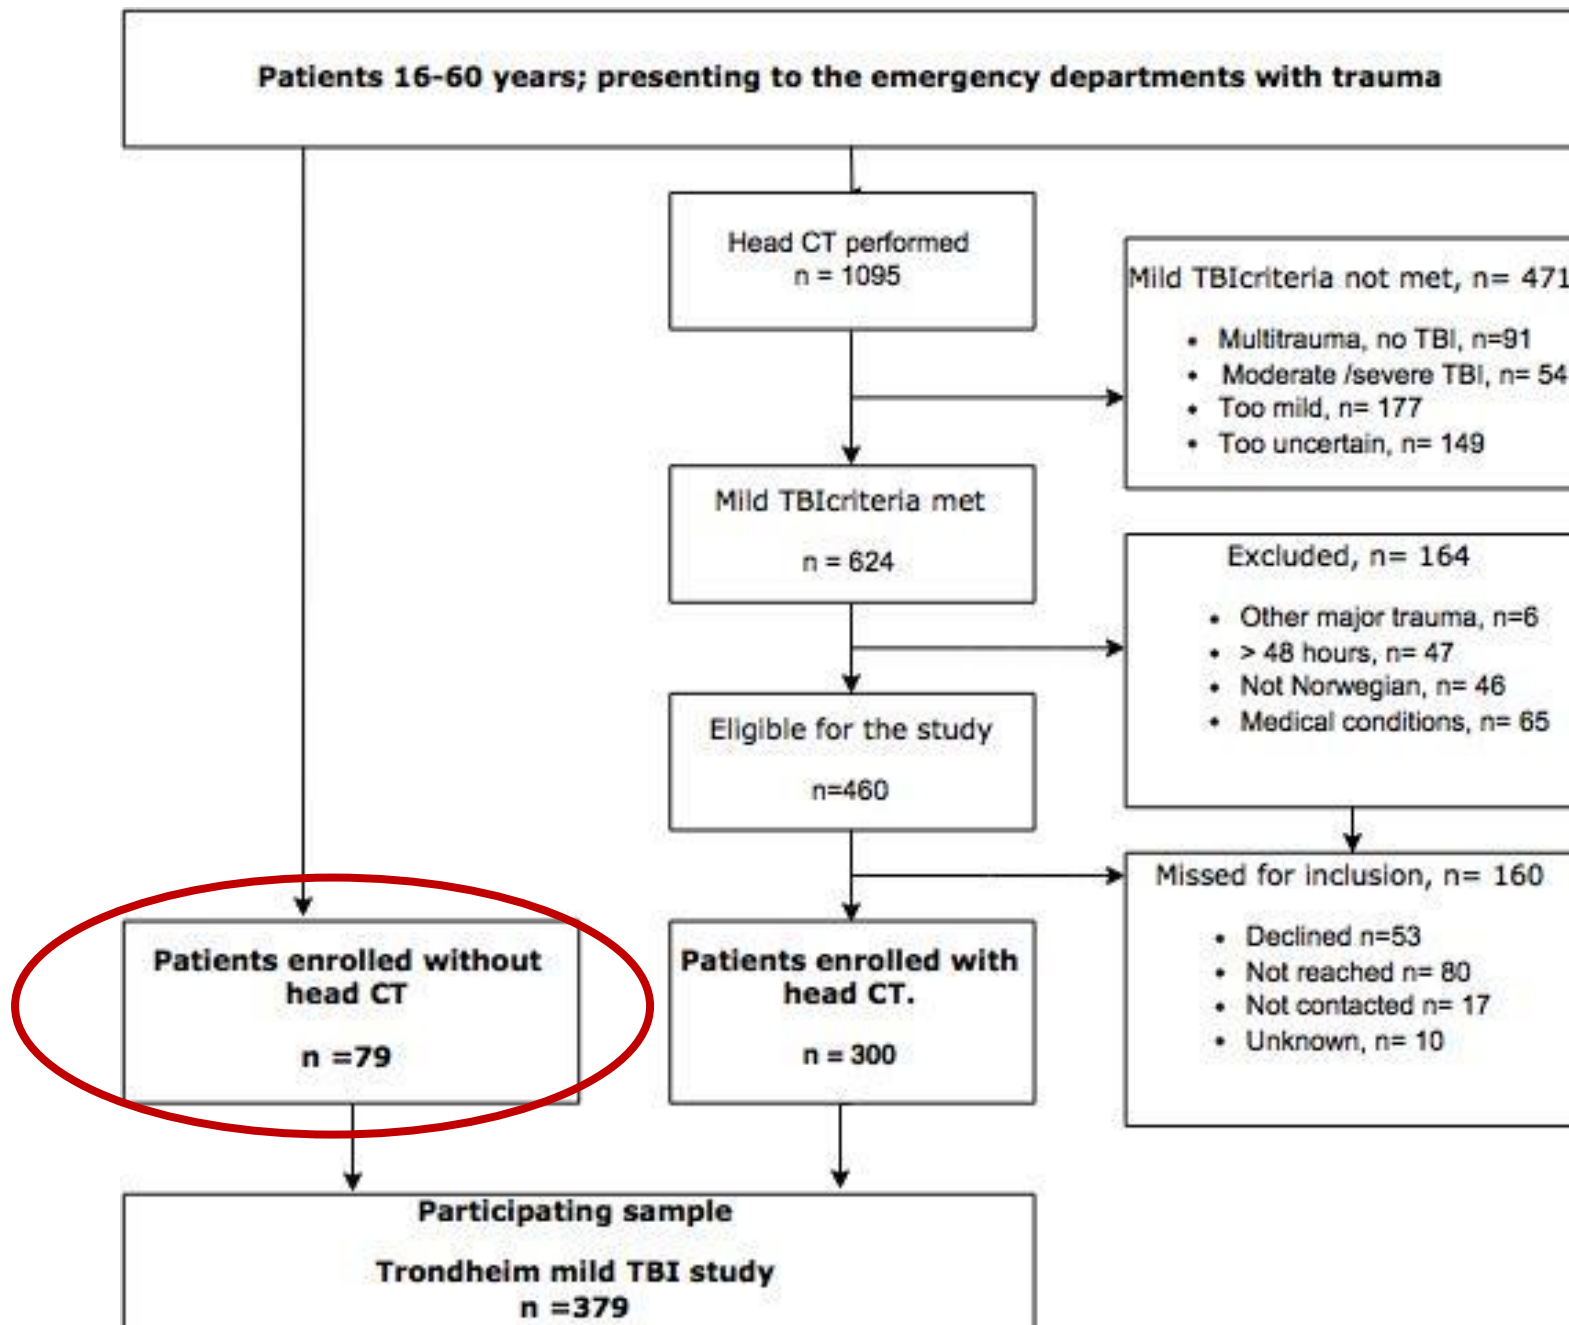 Patients 16-60 years; presenting to the emergency departments with trauma
Head CT performed
n = 1095
Mild TBIcriteria not met, n= 471
• Multitrauma, no TBI, n=91
• Moderate /severe TBI, n= 54
• Too mild, n= 177
• Too uncertain, n= 149
Mild TBIcriteria met
n = 624
Excluded, n= 164
• Other major trauma, n=6
• > 48 hours, n= 47
• Not Norwegian, n= 46
• Medical conditions, n= 65
Eligible for the study
n=460
Missed for inclusion, n= 160
• Declined n=53
• Not reached n= 80
• Not contacted n= 17
• Unknown, n= 10
Patients enrolled without
head CT
n =79
Patients enrolled with
head CT.
n = 300
Participating sample
Trondheim mild TBI study
n =379